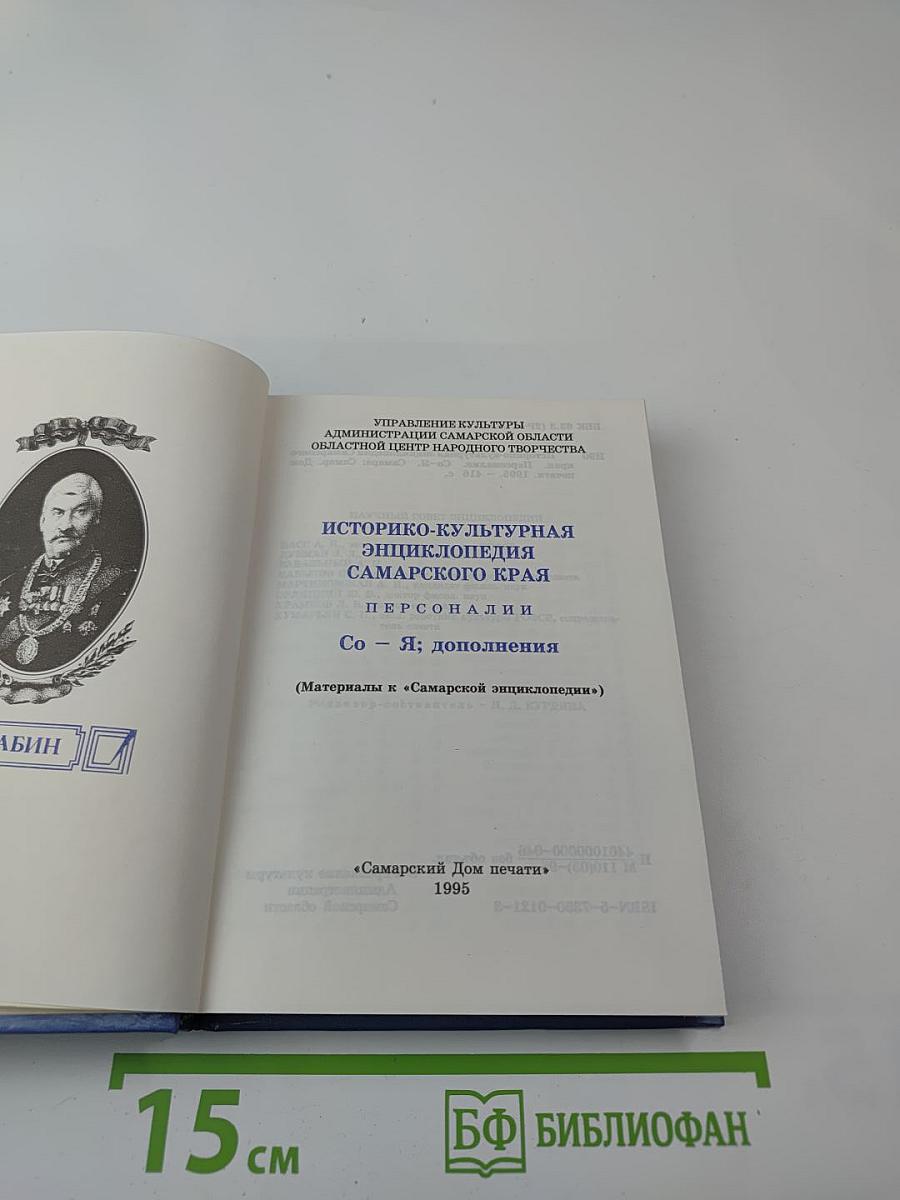 УПРАВЛЕНИЕ КУЛЬТУРЫ
АДМИНИСТРАЦИИ САМАРСКОЙ ОБЛАСТИ
ОБЛАСТНОЙ ЦЕНТР НАРОДНОГО ТВОРЧЕСТВА
ИСТОРИКО-КУЛЬТУРНАЯ
ЭНЦИКЛОПЕДИЯ
САМАРСКОГО КРАЯ
ПЕРСОНАЛИИ
Со – Я; дополнения
(Материалы к «Самарской энциклопедии»)
«Самарский Дом печати»
1995
АБИН
15 см
БФ БИБЛИОФАН